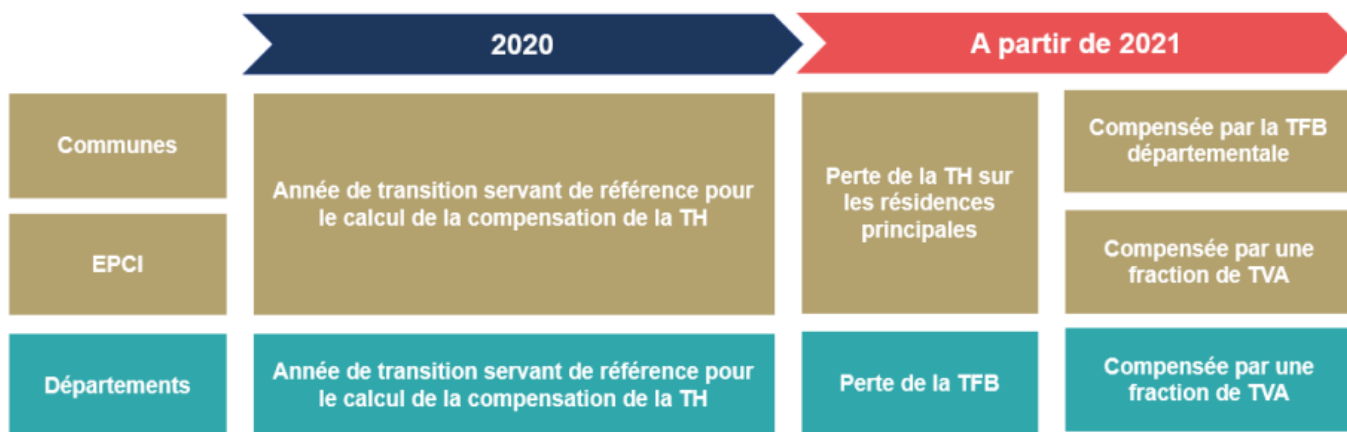 2020
A partir de 2021
Communes
Année de transition servant de référence pour
le calcul de la compensation de la TH
Perte de la TH sur
les résidences
principales
Compensée par la TFB
départementale
EPCI
Compensée par une
fraction de TVA
Départements
Année de transition servant de référence pour
le calcul de la compensation de la TH
Perte de la TFB
Compensée par une
fraction de TVA